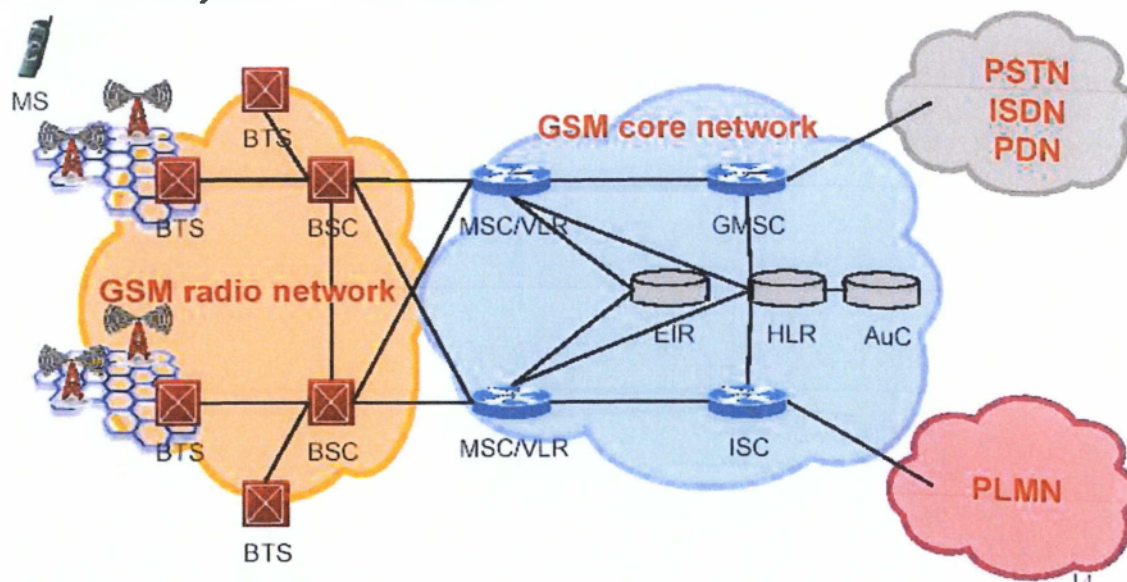 MS
BTS
GSM core network
PSTN
ISDN
PDN
BTS
BSC
MSC/VLR
GMSC
GSM radio network
EIR
HLR
AuC
BTS
BSC
MSC/VLR
ISC
PLMN
BTS